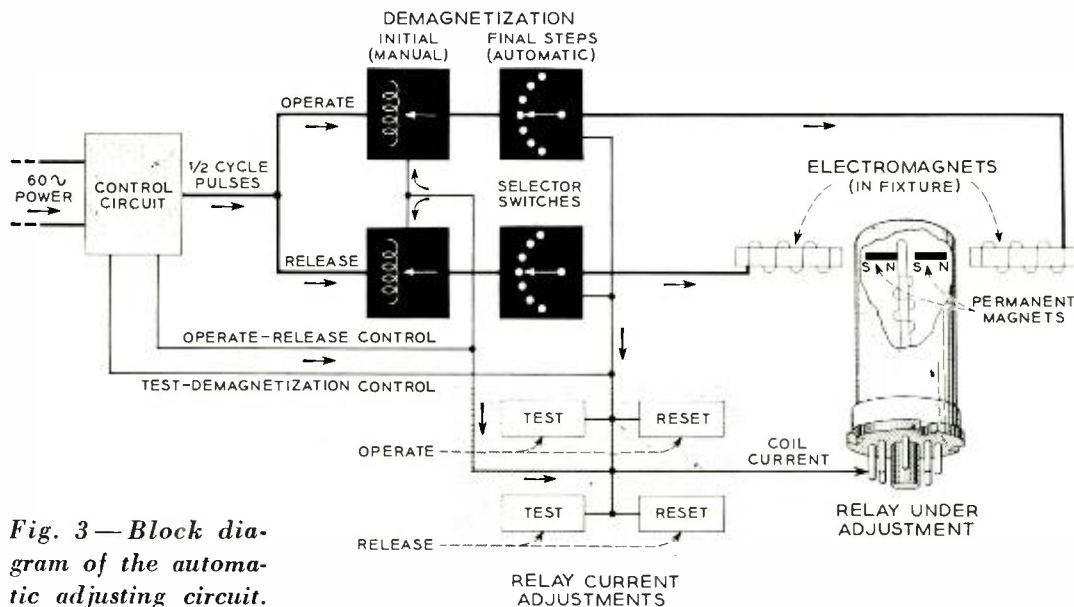 DEMAGNETIZATION
INITIAL
(MANUAL)
FINAL STEPS
(AUTOMATIC)
OPERATE
60~
POWER
CONTROL
CIRCUIT
1/2 CYCLE
PULSES
SELECTOR
SWITCHES
ELECTROMAGNETS
(IN FIXTURE)
RELEASE
S N
S N
PERMANENT
MAGNETS
OPERATE–RELEASE CONTROL
TEST–DEMAGNETIZATION CONTROL
TEST
RESET
OPERATE
COIL
CURRENT
TEST
RESET
RELEASE
RELAY UNDER
ADJUSTMENT
RELAY CURRENT
ADJUSTMENTS
Fig. 3—Block dia-
gram of the automa-
tic adjusting circuit.